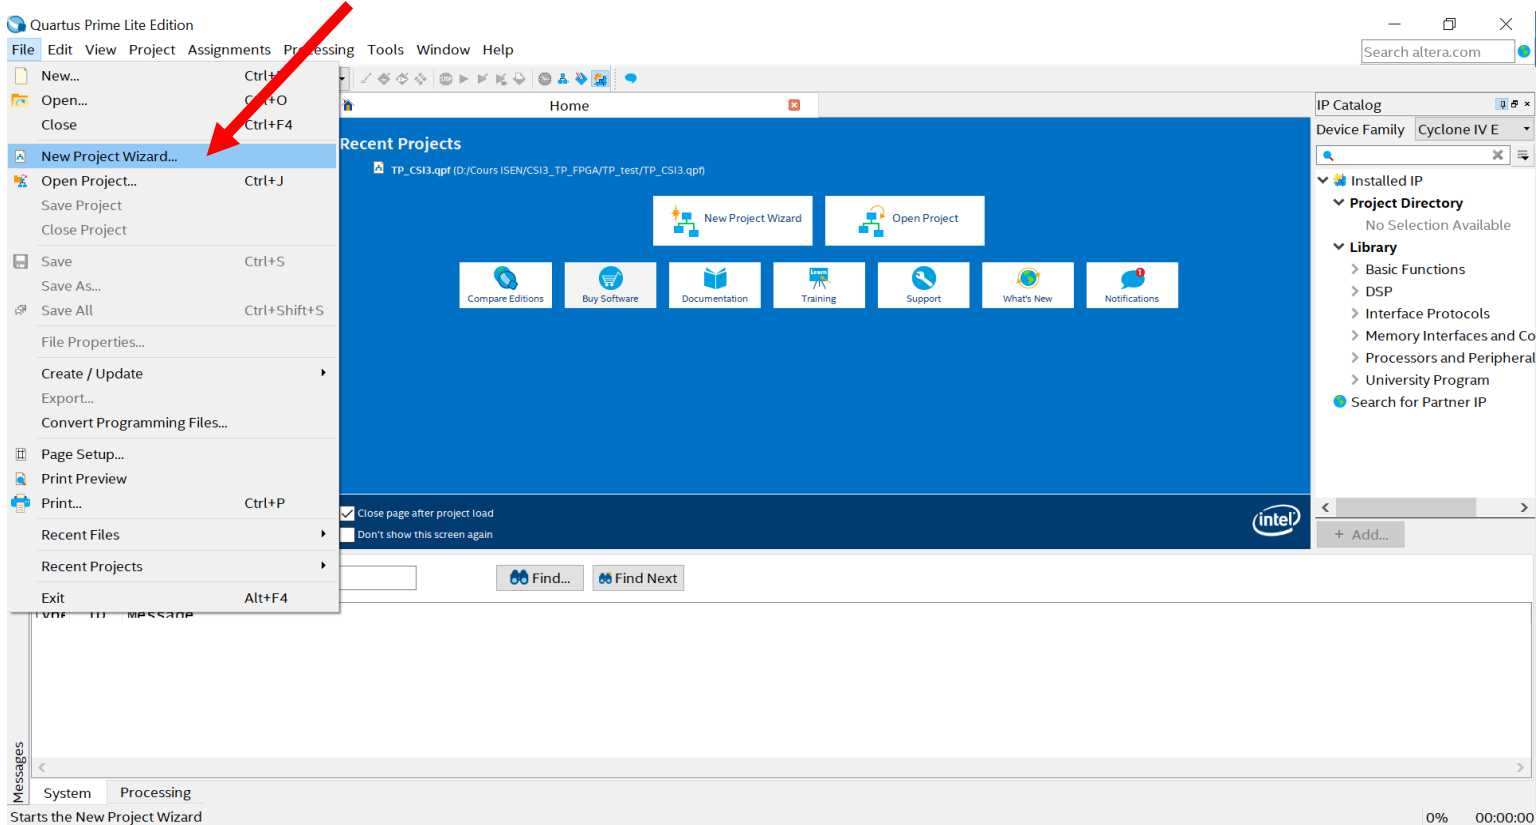 Quartus Prime Lite Edition
File Edit View Project Assignments Processing Tools Window Help
Search altera.com
New...
Open... Ctrl+O
Close Ctrl+F4
New Project Wizard...
Open Project... Ctrl+J
Save Project
Close Project
Save Ctrl+S
Save As...
Save All Ctrl+Shift+S
File Properties...
Create / Update
Export...
Convert Programming Files...
Page Setup...
Print Preview
Print... Ctrl+P
Recent Files
Recent Projects
Exit Alt+F4
Home
Recent Projects
TP_CSI3.qpf (D:/Cours ISEN/CSI3_TP_FPGA/TP_test/TP_CSI3.qpf)
New Project Wizard
Open Project
Compare Editions
Buy Software
Documentation
Learn
Training
Support
What's New
1
Notifications
Close page after project load
Don't show this screen again
intel
IP Catalog
Device Family Cyclone IV E
Installed IP
Project Directory
No Selection Available
Library
Basic Functions
DSP
Interface Protocols
Memory Interfaces and Co
Processors and Peripheral
University Program
Search for Partner IP
+ Add...
Find... Find Next
Type ID Message
Messages
System Processing
Starts the New Project Wizard
0% 00:00:00